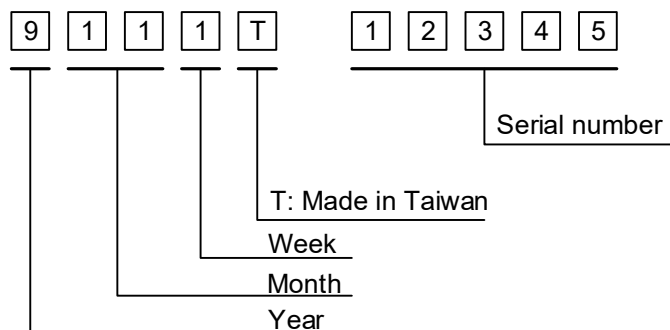 9 1 1 1 T 1 2 3 4 5
Serial number
T: Made in Taiwan
Week
Month
Year